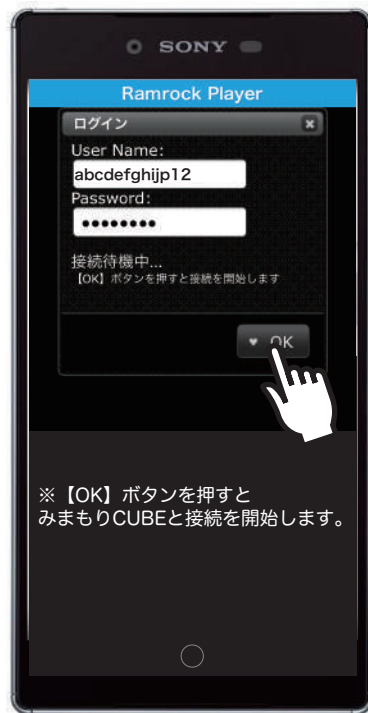 SONY
Ramrock Player
ログイン
User Name:
abcdefghijp12
Password:
••••••••
接続待機中...
【OK】ボタンを押すと接続を開始します
♥ OK
※【OK】ボタンを押すと
みまもりCUBEと接続を開始します。